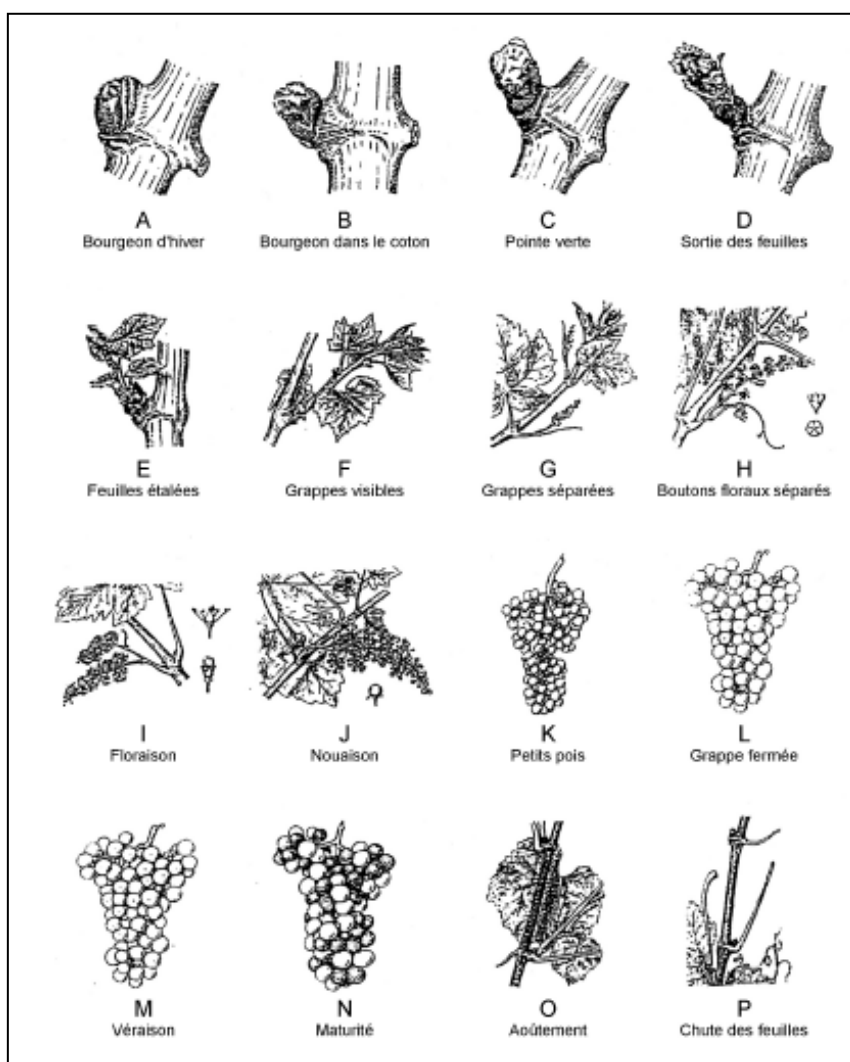 A B C D
Bourgeon d'hiver Bourgeon dans le coton Pointe verte Sortie des feuilles
E F G H
Feuilles étalées Grappes visibles Grappes séparées Boutons floraux séparés
I J K L
Floraison Nouaison Petits pois Grappe fermée
M N O P
Véraison Maturité Aoûtement Chute des feuilles